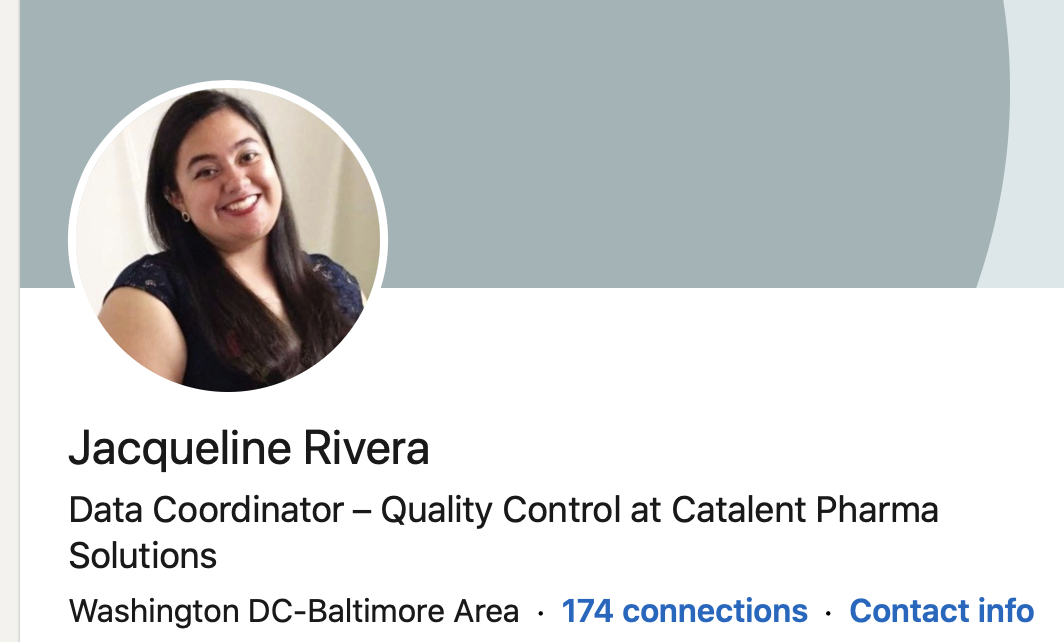 Jacqueline Rivera
Data Coordinator – Quality Control at Catalent Pharma
Solutions
Washington DC-Baltimore Area · 174 connections · Contact info